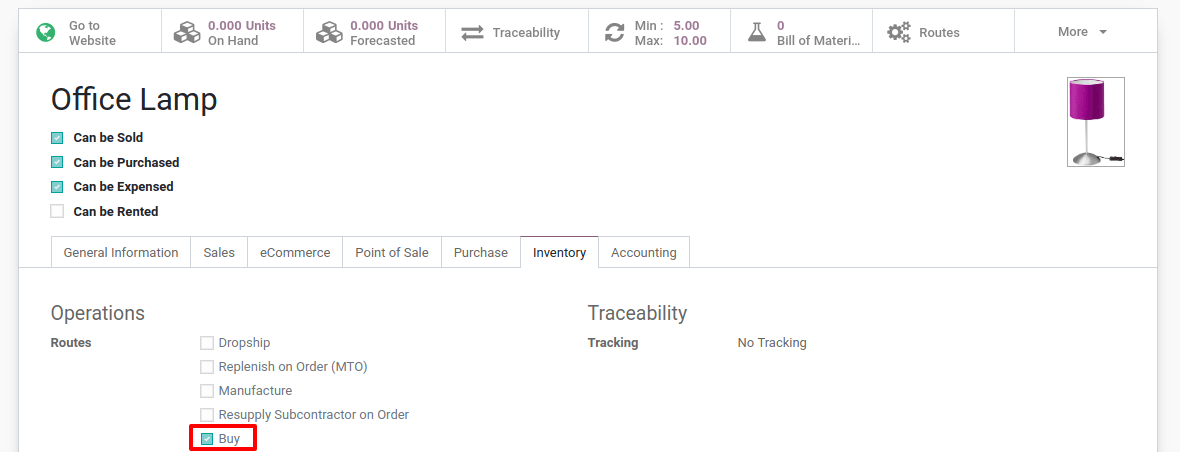 Go to
Website
0.000 Units
On Hand
0.000 Units
Forecasted
Traceability
Min : 5.00
Max: 10.00
0
Bill of Materi...
Routes
More
Office Lamp
Can be Sold
Can be Purchased
Can be Expensed
Can be Rented
General Information Sales eCommerce Point of Sale Purchase Inventory Accounting
Operations
Routes
Dropship
Replenish on Order (MTO)
Manufacture
Resupply Subcontractor on Order
Buy
Traceability
Tracking No Tracking